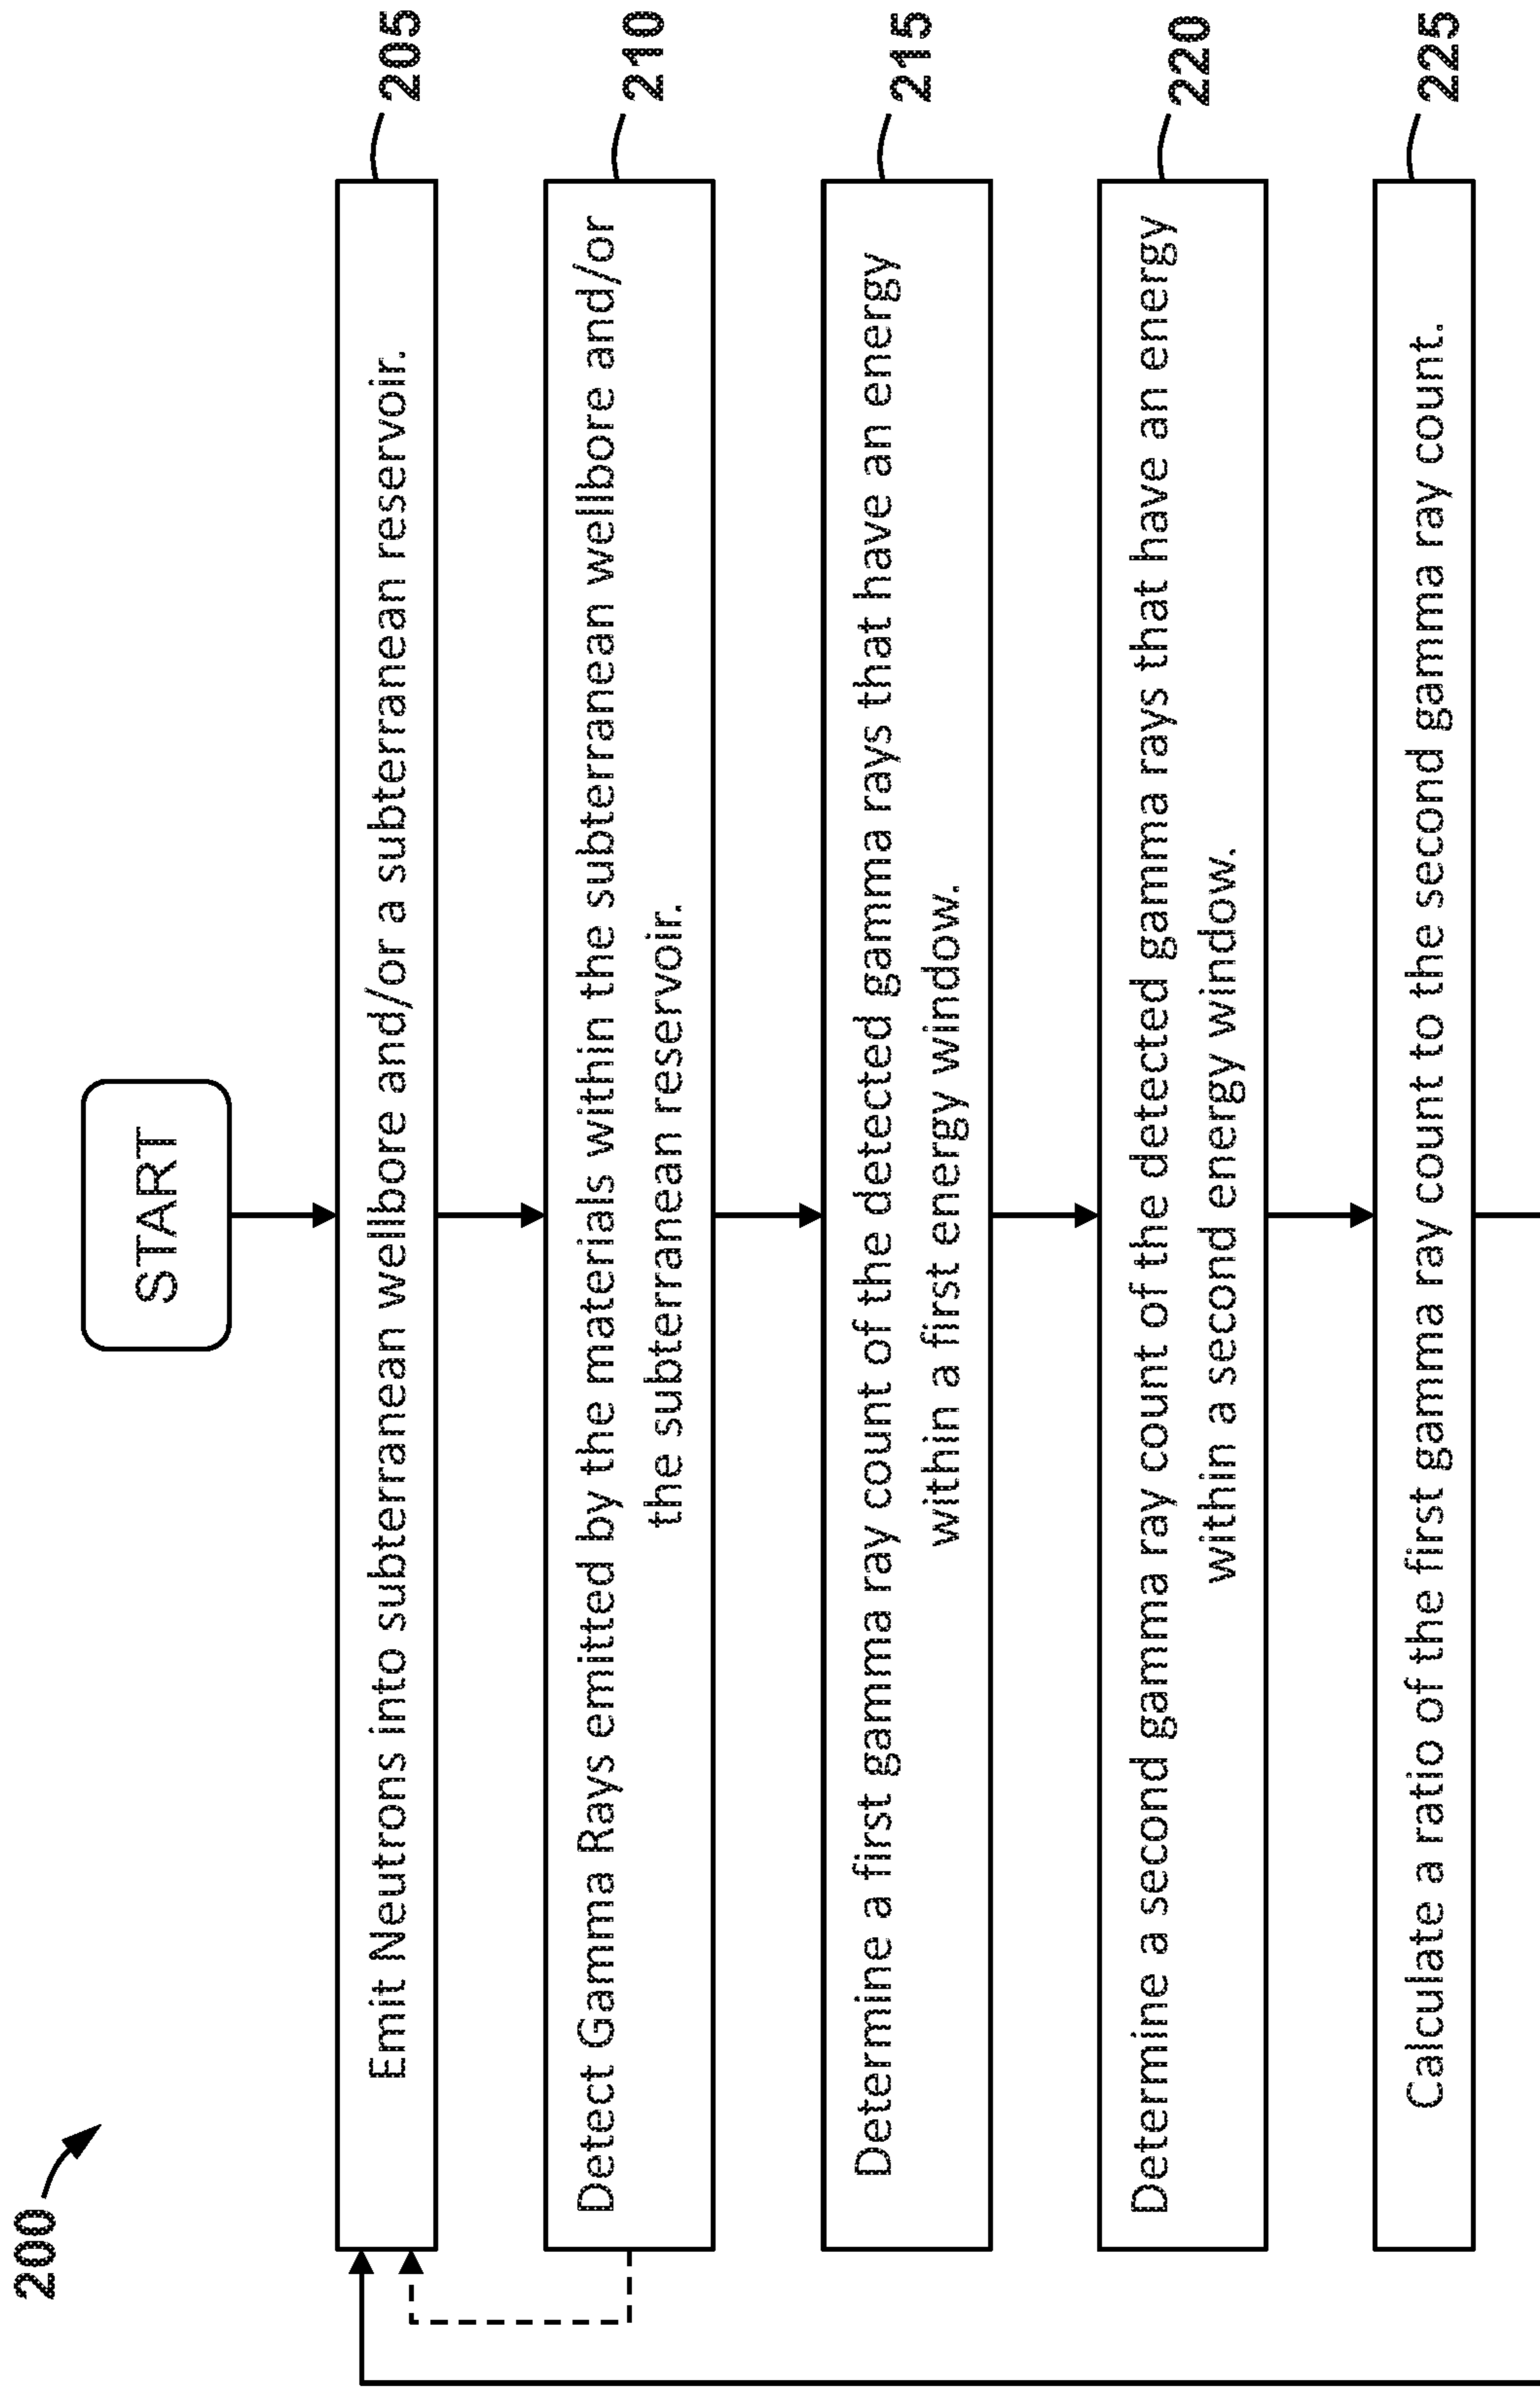 200
START
Emit Neutrons into subterranean wellbore and/or a subterranean reservoir.
205
Detect Gamma Rays emitted by the materials within the subterranean wellbore and/or
the subterranean reservoir.
210
Determine a first gamma ray count of the detected gamma rays that have an energy
within a first energy window.
215
Determine a second gamma ray count of the detected gamma rays that have an energy
within a second energy window.
220
Calculate a ratio of the first gamma ray count to the second gamma ray count.
225